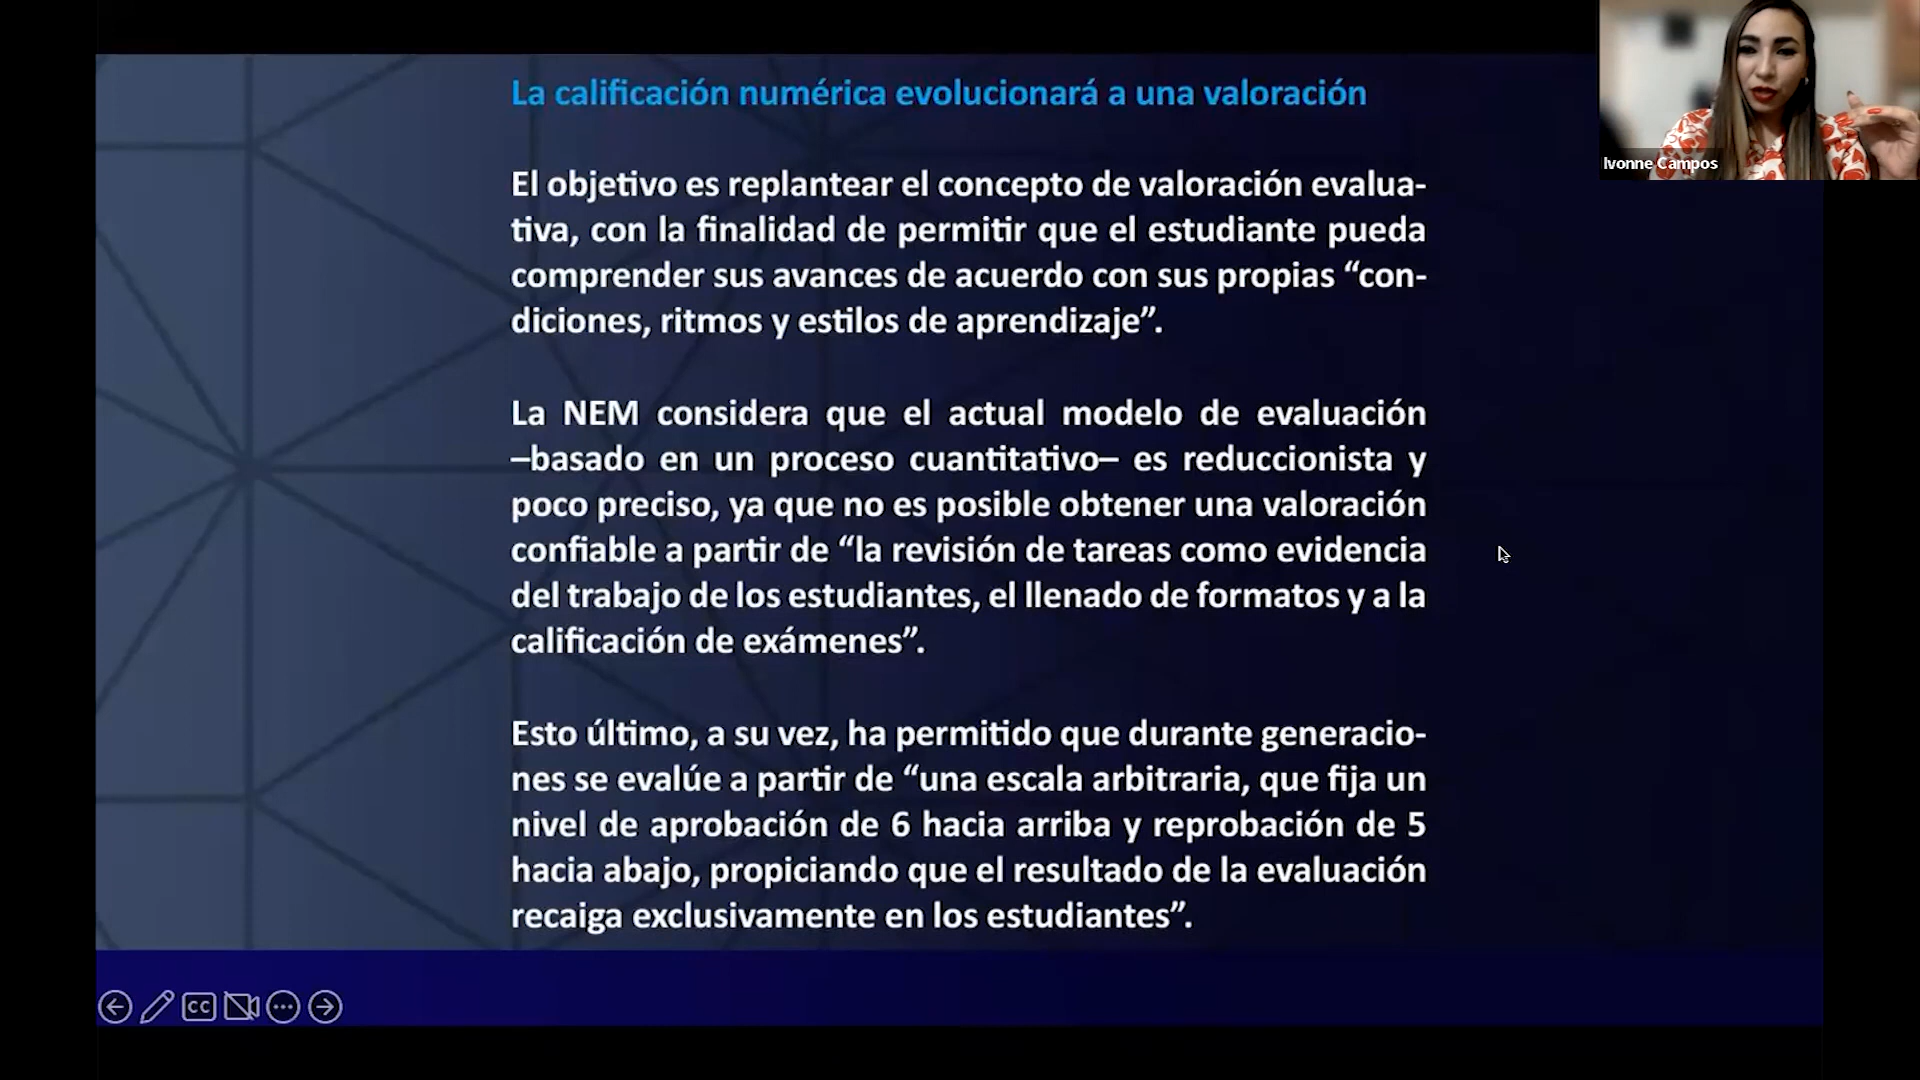 La calificación numérica evolucionará a una valoración
El objetivo es replantear el concepto de valoración evalua-
tiva, con la finalidad de permitir que el estudiante pueda
comprender sus avances de acuerdo con sus propias “con-
diciones, ritmos y estilos de aprendizaje”.
La NEM considera que el actual modelo de evaluación
–basado en un proceso cuantitativo– es reduccionista y
poco preciso, ya que no es posible obtener una valoración
confiable a partir de “la revisión de tareas como evidencia
del trabajo de los estudiantes, el llenado de formatos y a la
calificación de exámenes”.
Esto último, a su vez, ha permitido que durante generacio-
nes se evalúe a partir de “una escala arbitraria, que fija un
nivel de aprobación de 6 hacia arriba y reprobación de 5
hacia abajo, propiciando que el resultado de la evaluación
recaiga exclusivamente en los estudiantes”.
Ivonne Campos
CC